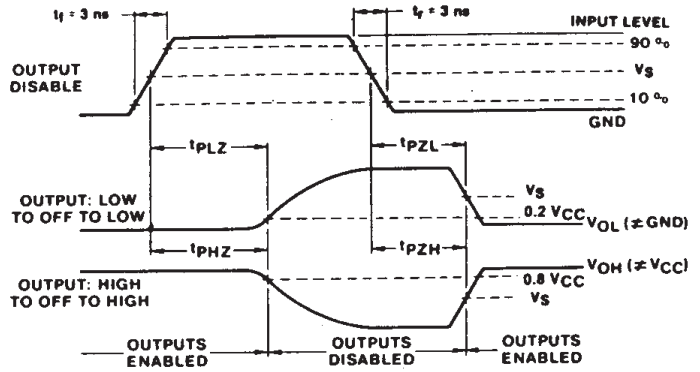 tf = 3 ns
tf = 3 ns
INPUT LEVEL
90 %
OUTPUT
DISABLE
VS
10 %
GND
tPLZ
tPZL
OUTPUT: LOW
TO OFF TO LOW
VS
0.2 VCC
VOL (≠GND)
tPHZ
tPZH
OUTPUT: HIGH
TO OFF TO HIGH
VOH (≠VCC)
0.8 VCC
VS
OUTPUTS
ENABLED
OUTPUTS
DISABLED
OUTPUTS
ENABLED